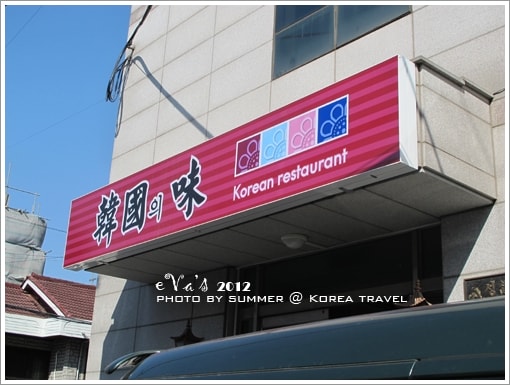 韓國의 味
Korean restaurant
eVa's 2012
PHOTO BY SUMMER @ KOREA TRAVEL